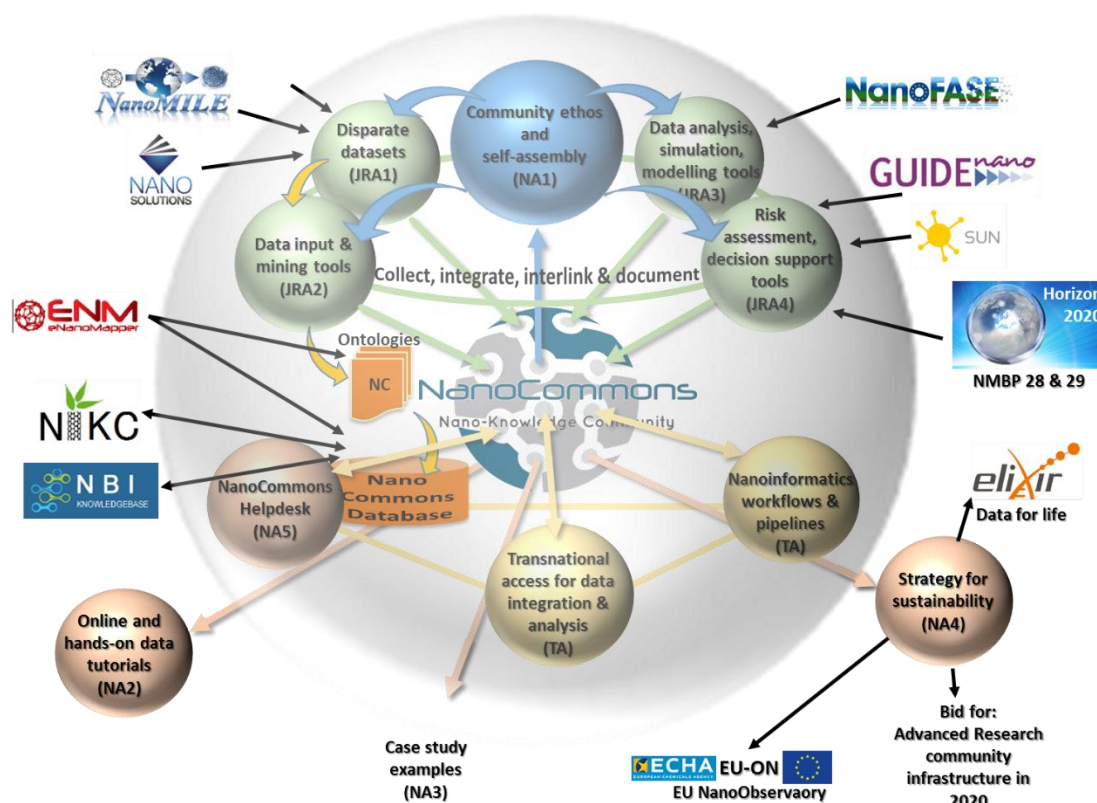 NanoMILE
NANO
SOLUTIONS
Disparate
datasets
(JRA1)
Community ethos
and
self-assembly
(NA1)
Data analysis,
simulation,
modelling tools
(JRA3)
NanoFASE
GUIDEnano
SUN
Data input &
mining tools
(JRA2)
Risk
assessment,
decision support
tools
(JRA4)
Collect, integrate, interlink & document
Horizon
2020
NMBP 28 & 29
ENM
eNanoMapper
Ontologies
NC
NanoCommons
Nano-Knowledge Community
NIKC
NBI
KNOWLEDGEBASE
NanoCommons
Helpdesk
(NA5)
Nano
Commons
Database
Nanoinformatics
workflows &
pipelines
(TA)
elixir
Data for life
Transnational
access for data
integration &
analysis
(TA)
Strategy for
sustainability
(NA4)
Online and
hands-on data
tutorials
(NA2)
Case study
examples
(NA3)
ECHA
EUROPEAN CHEMICALS AGENCY
EU-ON
EU NanoObservaory
Bid for:
Advanced Research
community
infrastructure in
2020